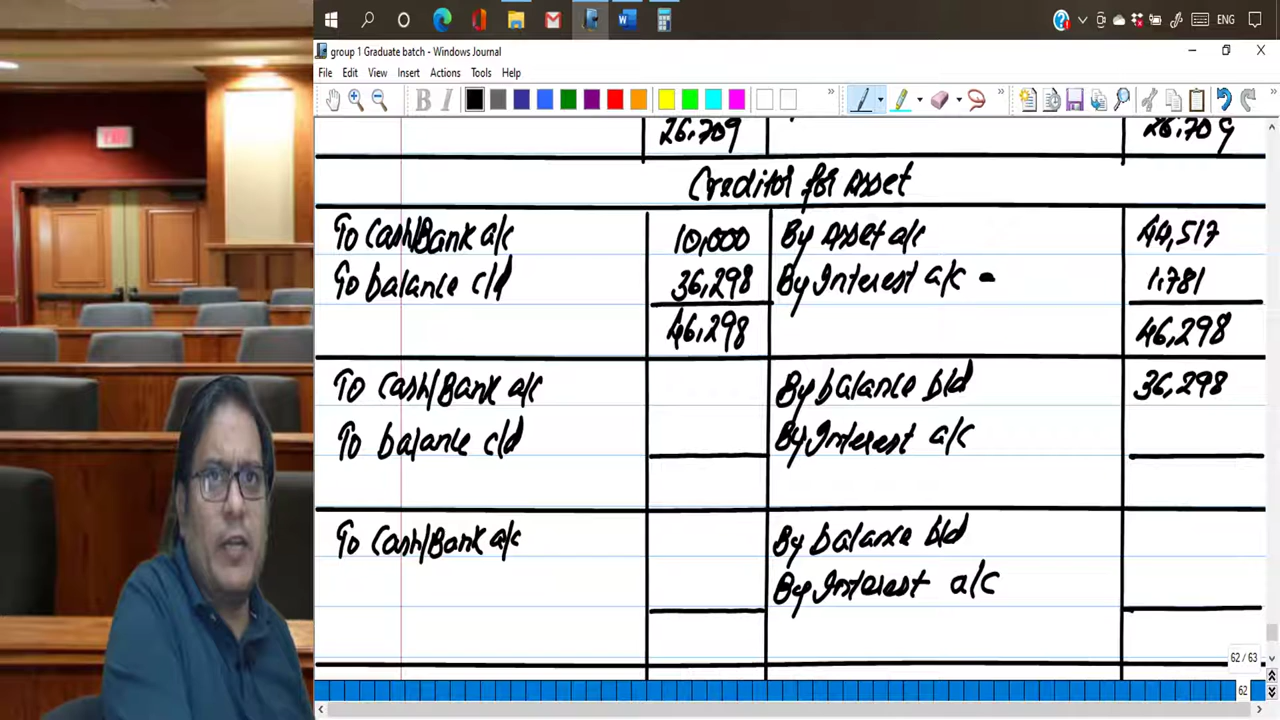 ENG
group 1 Graduate batch - Windows Journal
File Edit View Insert Actions Tools Help
B I
26,709 26,709
Creditor for Asset
To Cash/Bank a/c 10,000 By Asset a/c 44,517
To balance c/d 36,298 By Interest a/c - 1,781
46,298 46,298
To Cash/Bank a/c By balance b/d 36,298
To balance c/d By Interest a/c
To Cash/Bank a/c By balance b/d
By Interest a/c
62 / 63
62